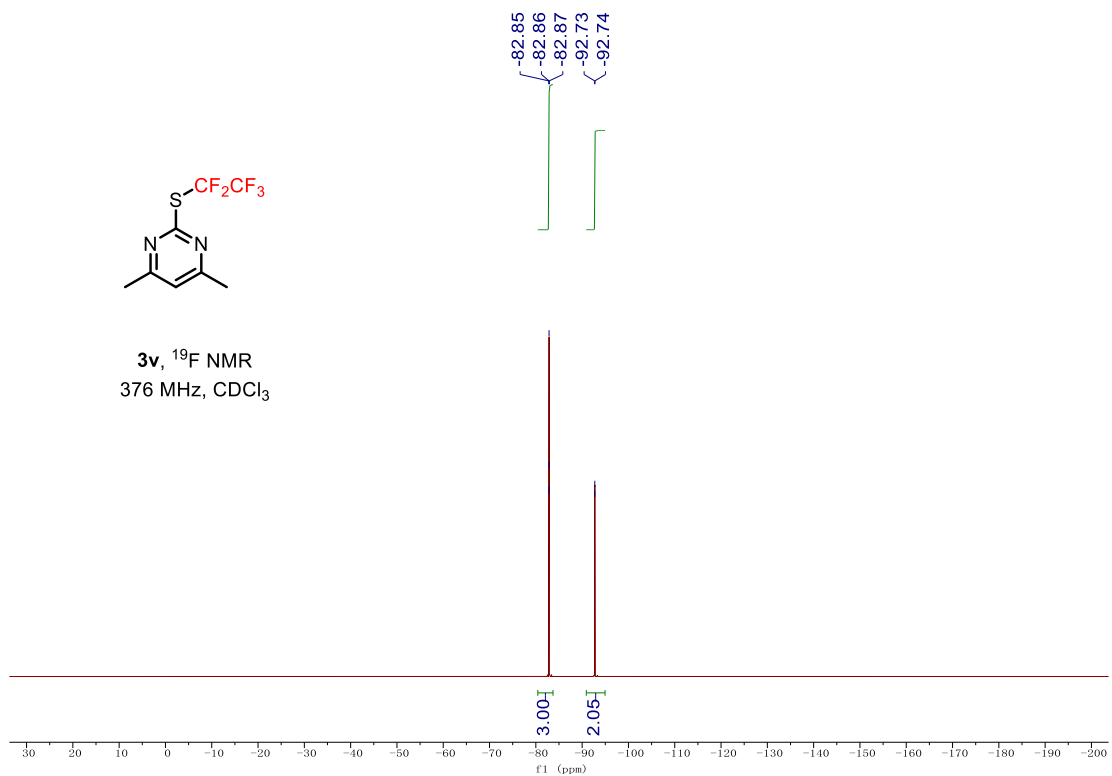 -82.85
-82.86
-82.87
-92.73
-92.74
S
CF2CF3
N
N
3v, 19F NMR
376 MHz, CDCl3
3.00
2.05
30 20 10 0 -10 -20 -30 -40 -50 -60 -70 -80 -90 -100 -110 -120 -130 -140 -150 -160 -170 -180 -190 -200
f1 (ppm)